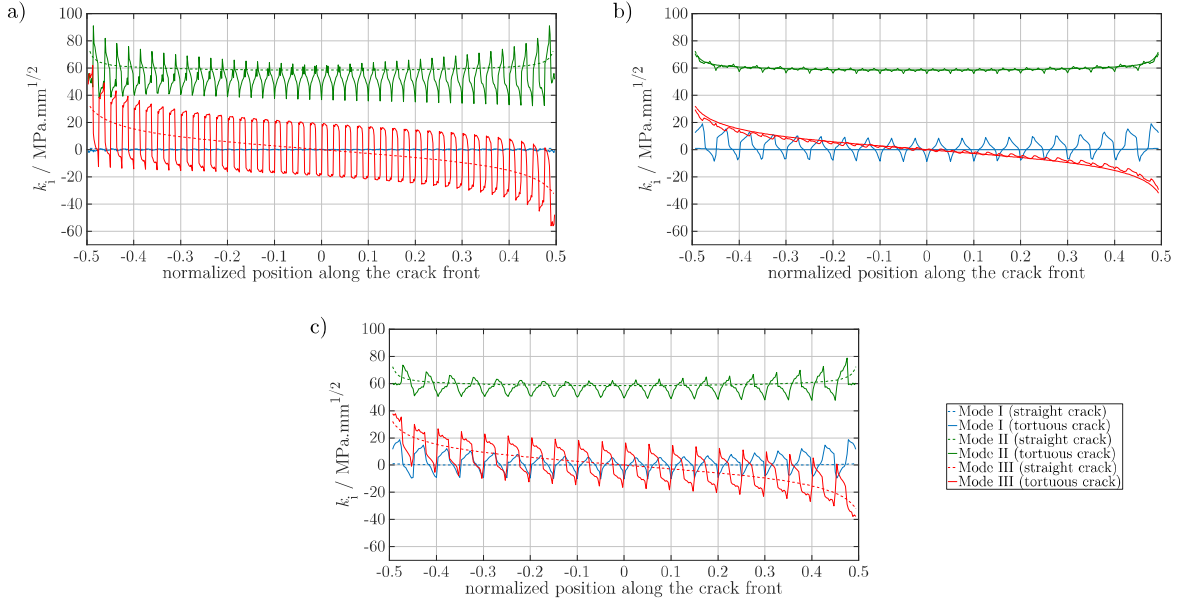 a)
100
80
60
40
20
0
-20
-40
-60
k_i / MPa.mm^{1/2}
-0.5 -0.4 -0.3 -0.2 -0.1 0 0.1 0.2 0.3 0.4 0.5
normalized position along the crack front
b)
100
80
60
40
20
0
-20
-40
-60
k_i / MPa.mm^{1/2}
-0.5 -0.4 -0.3 -0.2 -0.1 0 0.1 0.2 0.3 0.4 0.5
normalized position along the crack front
c)
100
80
60
40
20
0
-20
-40
-60
k_i / MPa.mm^{1/2}
-0.5 -0.4 -0.3 -0.2 -0.1 0 0.1 0.2 0.3 0.4 0.5
normalized position along the crack front
Mode I (straight crack)
Mode I (tortuous crack)
Mode II (straight crack)
Mode II (tortuous crack)
Mode III (straight crack)
Mode III (tortuous crack)